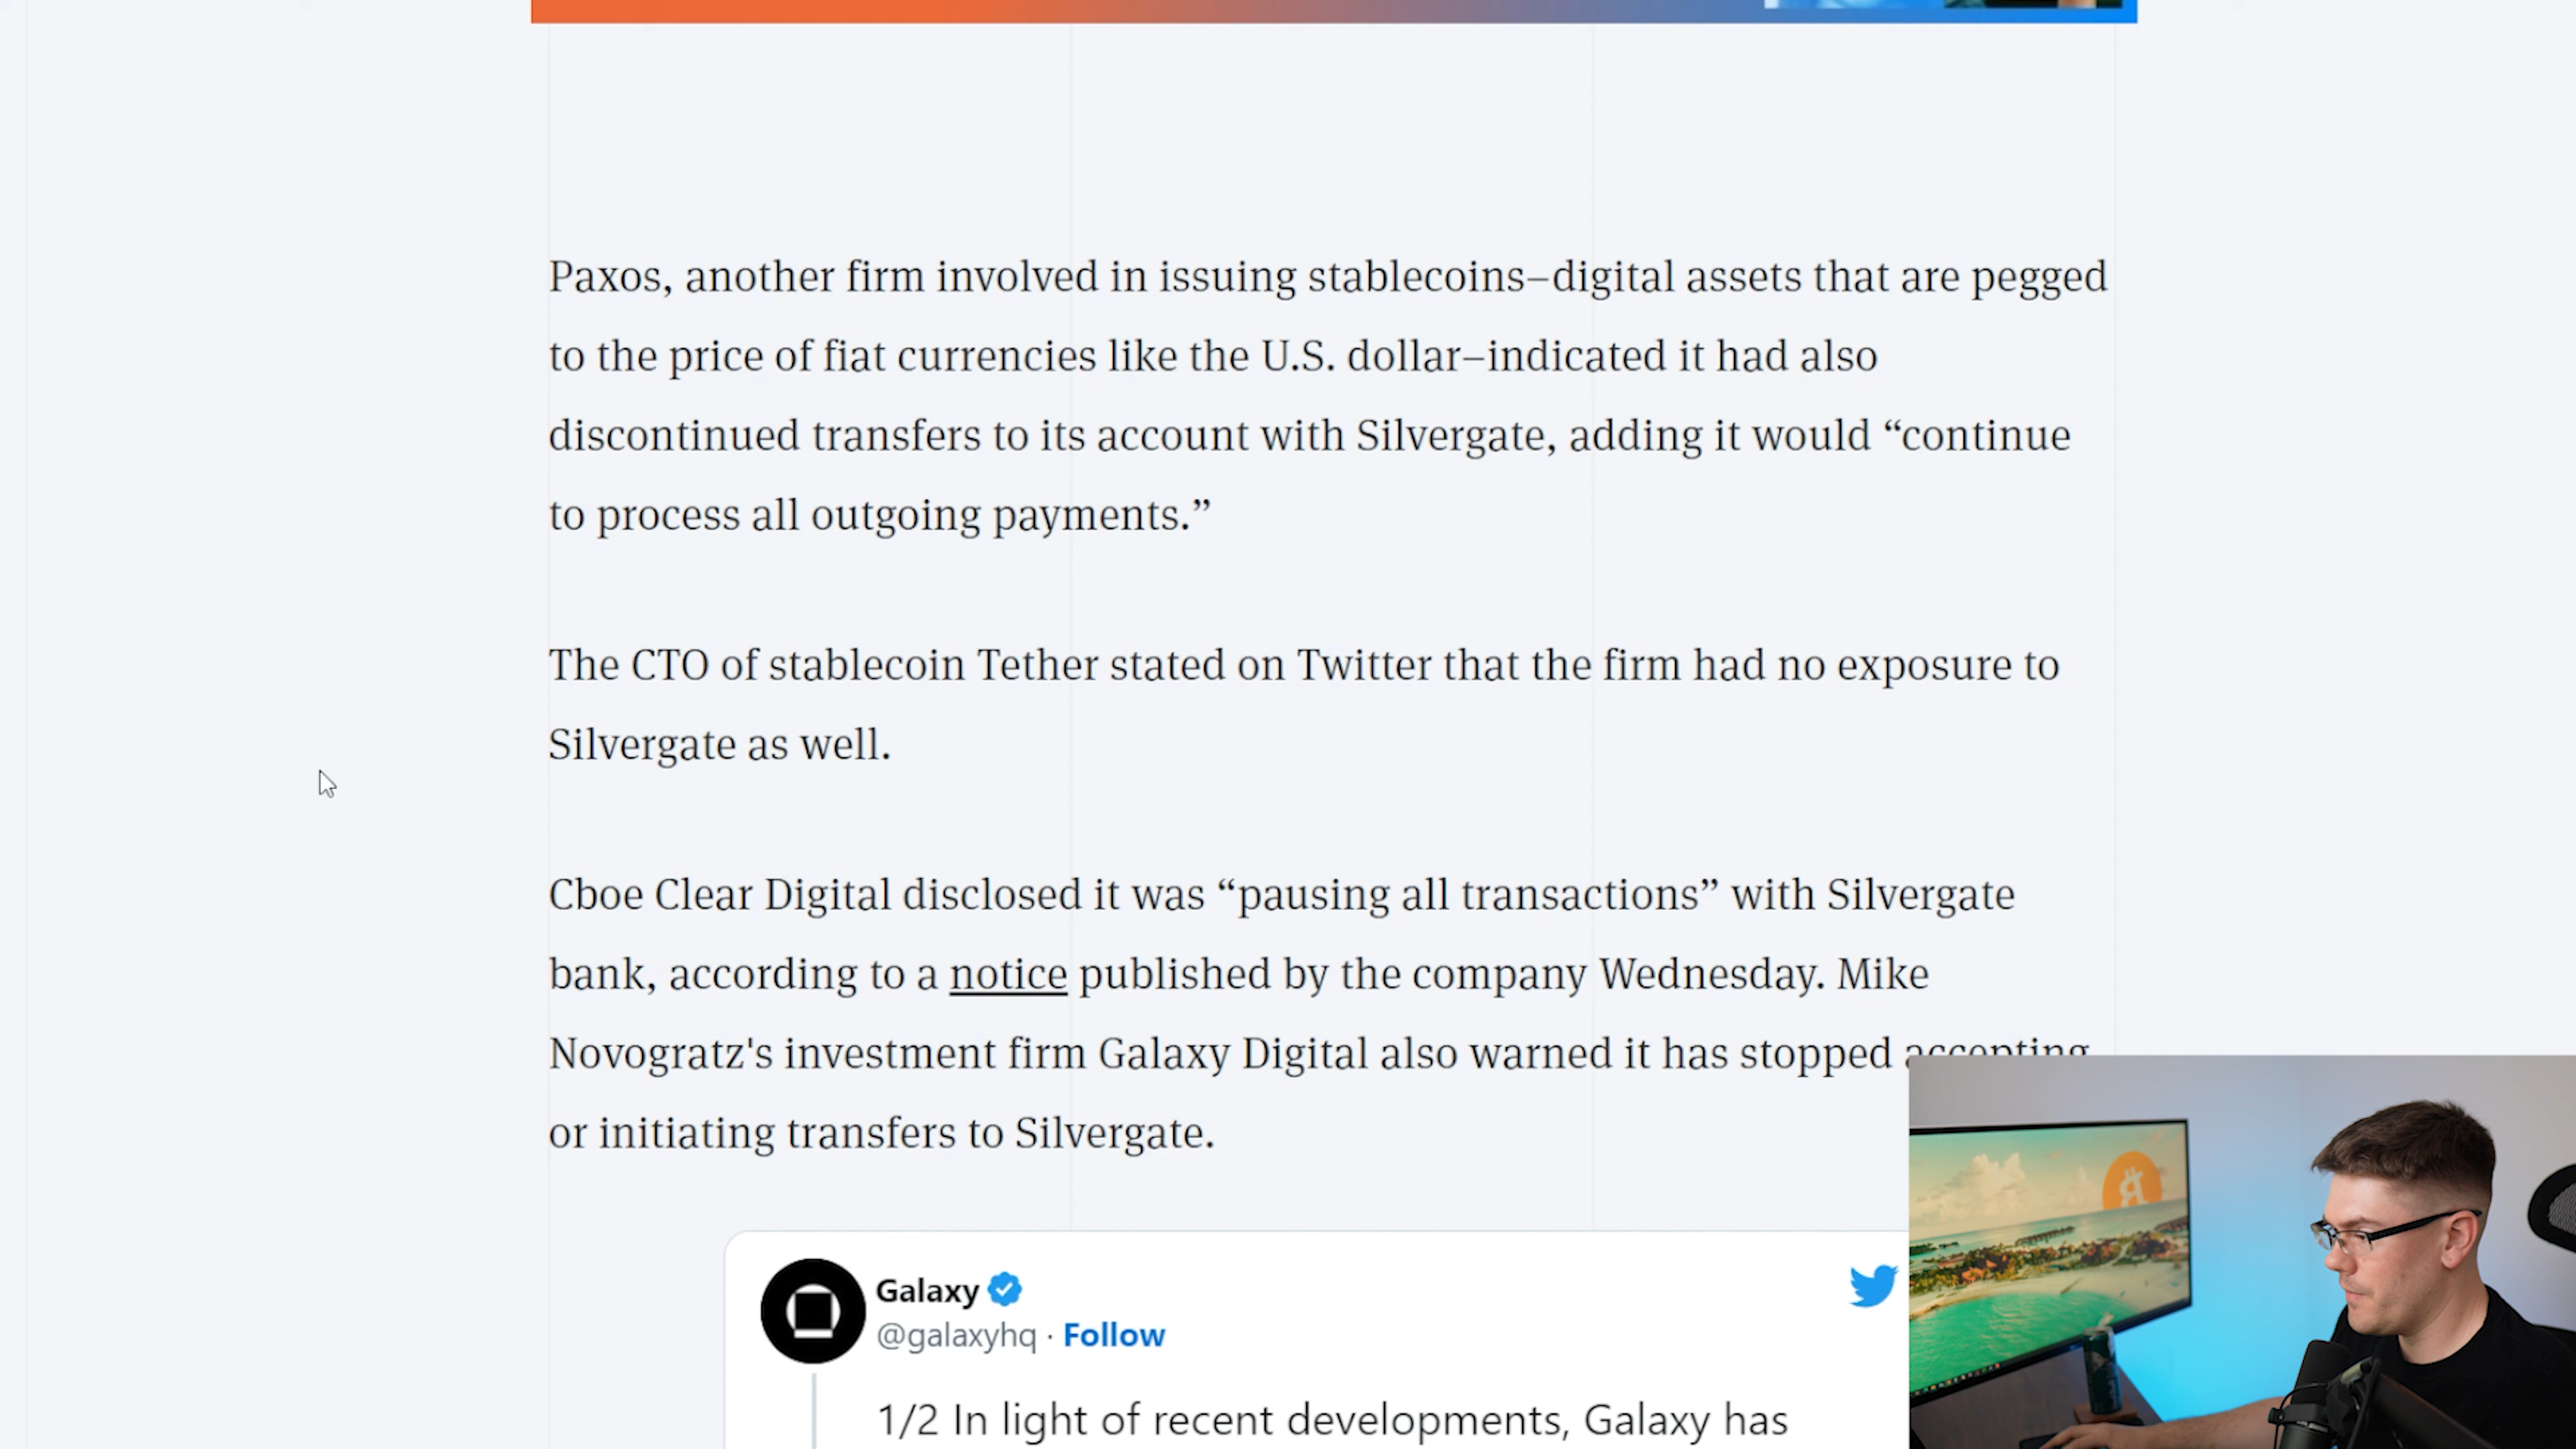 Paxos, another firm involved in issuing stablecoins–digital assets that are pegged
to the price of fiat currencies like the U.S. dollar–indicated it had also
discontinued transfers to its account with Silvergate, adding it would “continue
to process all outgoing payments.”
The CTO of stablecoin Tether stated on Twitter that the firm had no exposure to
Silvergate as well.
Cboe Clear Digital disclosed it was “pausing all transactions” with Silvergate
bank, according to a notice published by the company Wednesday. Mike
Novogratz's investment firm Galaxy Digital also warned it has stopped accepting
or initiating transfers to Silvergate.
Galaxy
@galaxyhq · Follow
1/2 In light of recent developments, Galaxy has